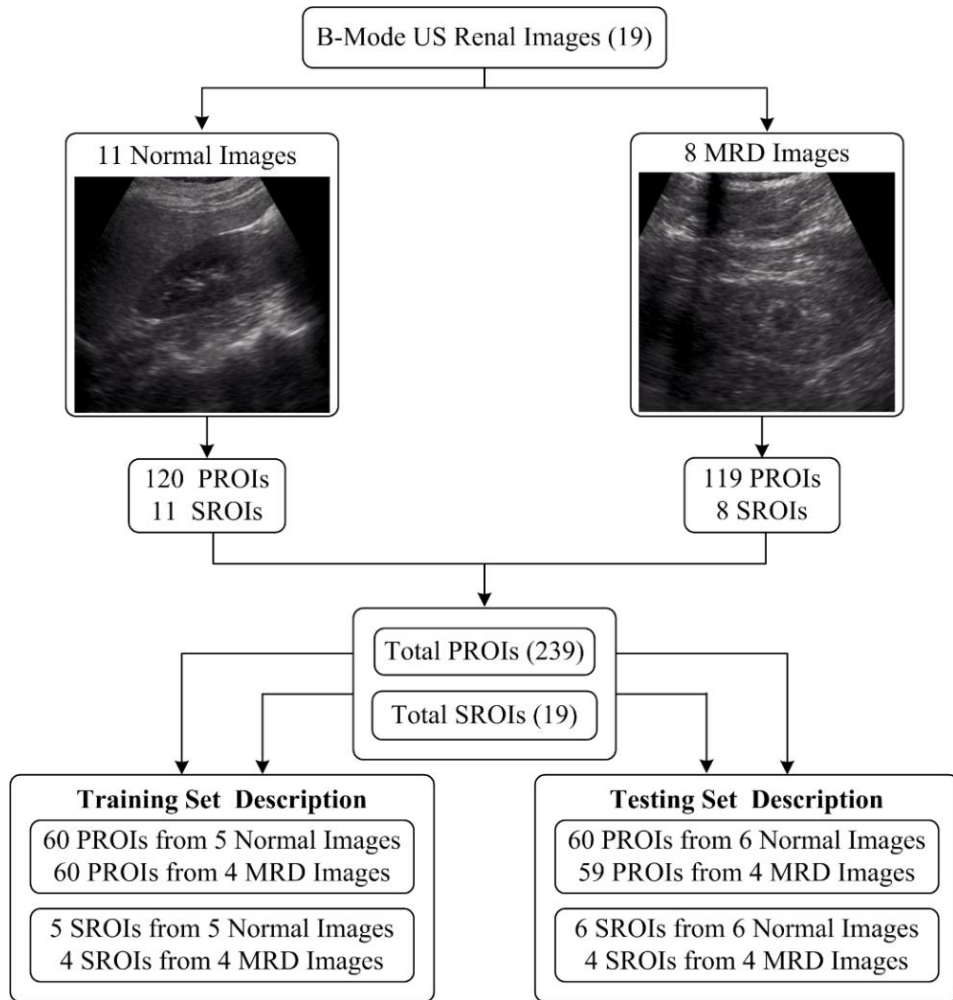 B-Mode US Renal Images (19)
11 Normal Images
8 MRD Images
120 PROIs
11 SROIs
119 PROIs
8 SROIs
Total PROIs (239)
Total SROIs (19)
Training Set Description
60 PROIs from 5 Normal Images
60 PROIs from 4 MRD Images
5 SROIs from 5 Normal Images
4 SROIs from 4 MRD Images
Testing Set Description
60 PROIs from 6 Normal Images
59 PROIs from 4 MRD Images
6 SROIs from 6 Normal Images
4 SROIs from 4 MRD Images